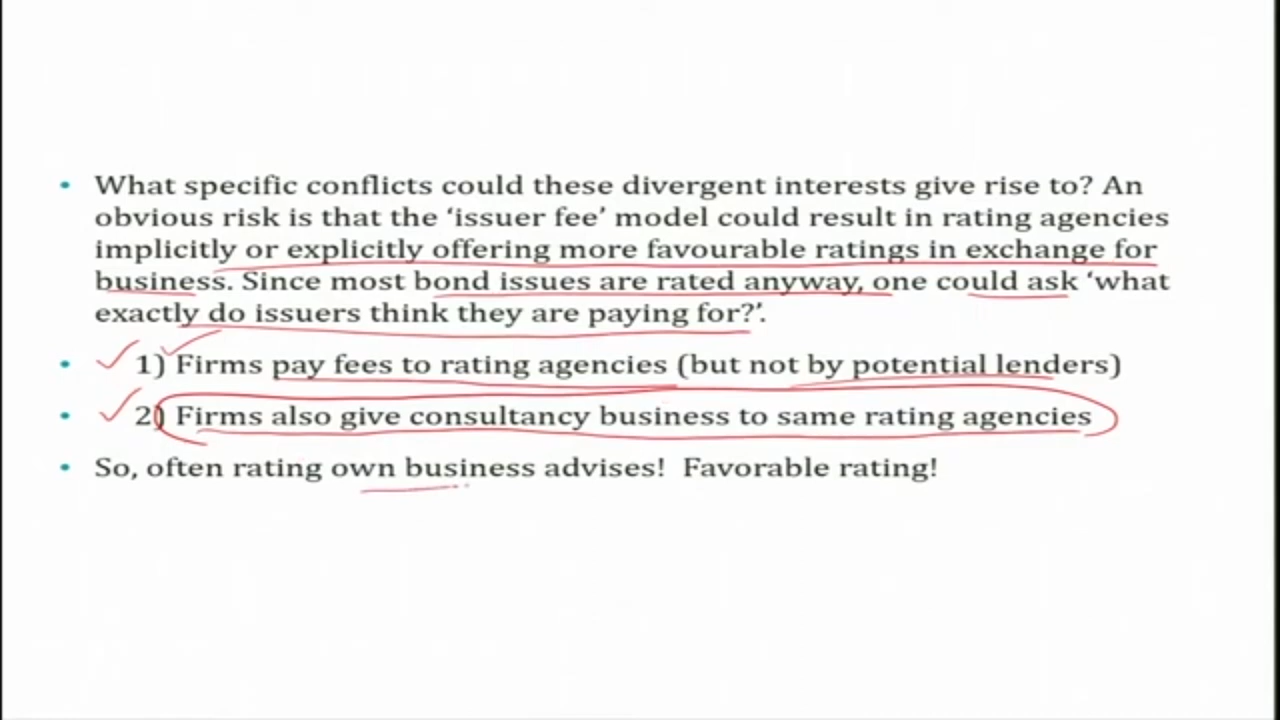 • What specific conflicts could these divergent interests give rise to? An
obvious risk is that the ‘issuer fee’ model could result in rating agencies
implicitly or explicitly offering more favourable ratings in exchange for
business. Since most bond issues are rated anyway, one could ask ‘what
exactly do issuers think they are paying for?’.
• 1) Firms pay fees to rating agencies (but not by potential lenders)
• 2) Firms also give consultancy business to same rating agencies
• So, often rating own business advises! Favorable rating!